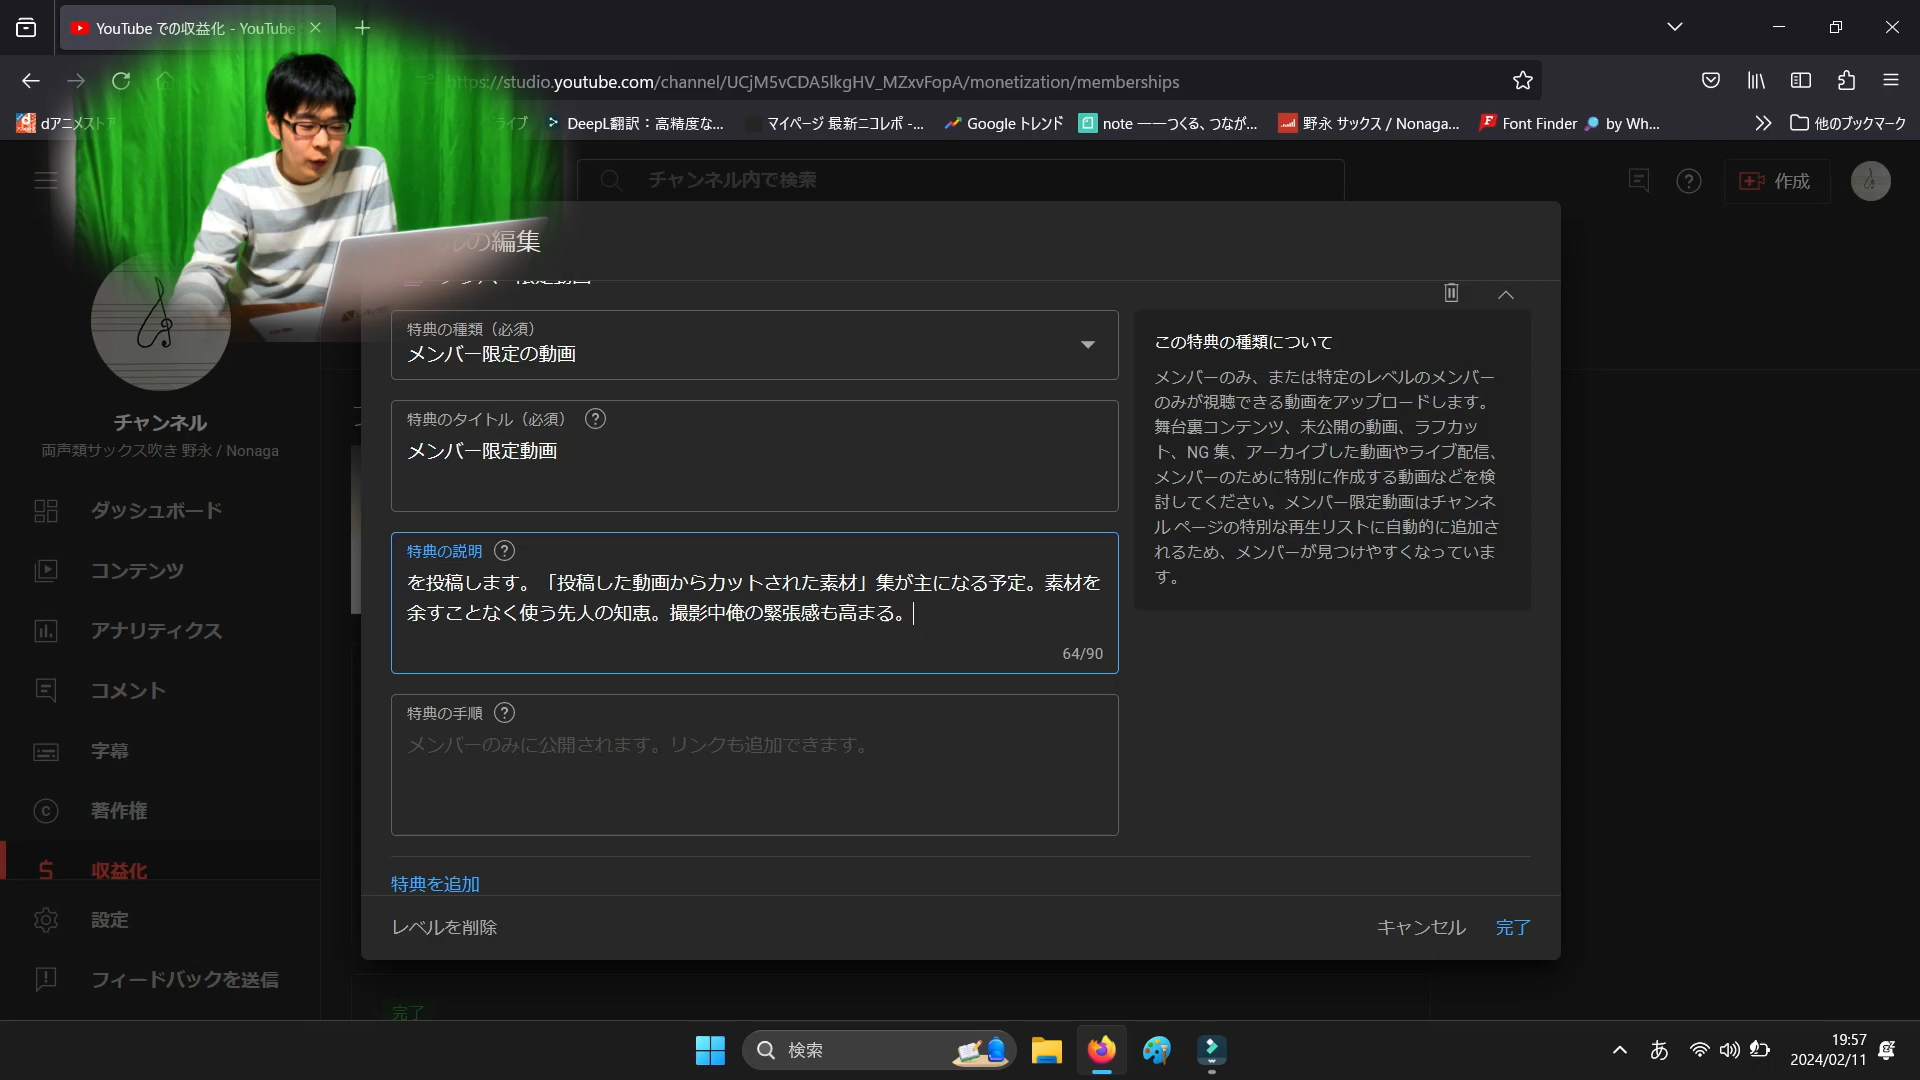 YouTube での収益化 - YouTube
https://studio.youtube.com/channel/UCjM5vCDA5lkgHV_MZxvFopA/monetization/memberships
dアニメスト
ライブ
DeepL翻訳：高精度な...
マイページ 最新ニコレポ -...
Google トレンド
note ーーつくる、つなが...
野永 サックス / Nonaga...
Font Finder 🔎 by Wh...
他のブックマーク
チャンネル内で検索
作成
ルの編集
特典の種類（必須）
メンバー限定の動画
この特典の種類について
メンバーのみ、または特定のレベルのメンバー
のみが視聴できる動画をアップロードします。
舞台裏コンテンツ、未公開の動画、ラフカッ
ト、NG 集、アーカイブした動画やライブ配信、
メンバーのために特別に作成する動画などを検
討してください。メンバー限定動画はチャンネ
ル ページの特別な再生リストに自動的に追加さ
れるため、メンバーが見つけやすくなっていま
す。
特典のタイトル（必須）
メンバー限定動画
特典の説明
を投稿します。「投稿した動画からカットされた素材」集が主になる予定。素材を
余すことなく使う先人の知恵。撮影中俺の緊張感も高まる。
64/90
特典の手順
メンバーのみに公開されます。リンクも追加できます。
特典を追加
レベルを削除
キャンセル
完了
チャンネル
両声類サックス吹き 野永 / Nonaga
ダッシュボード
コンテンツ
アナリティクス
コメント
字幕
著作権
収益化
設定
フィードバックを送信
完了
検索
あ
19:57
2024/02/11